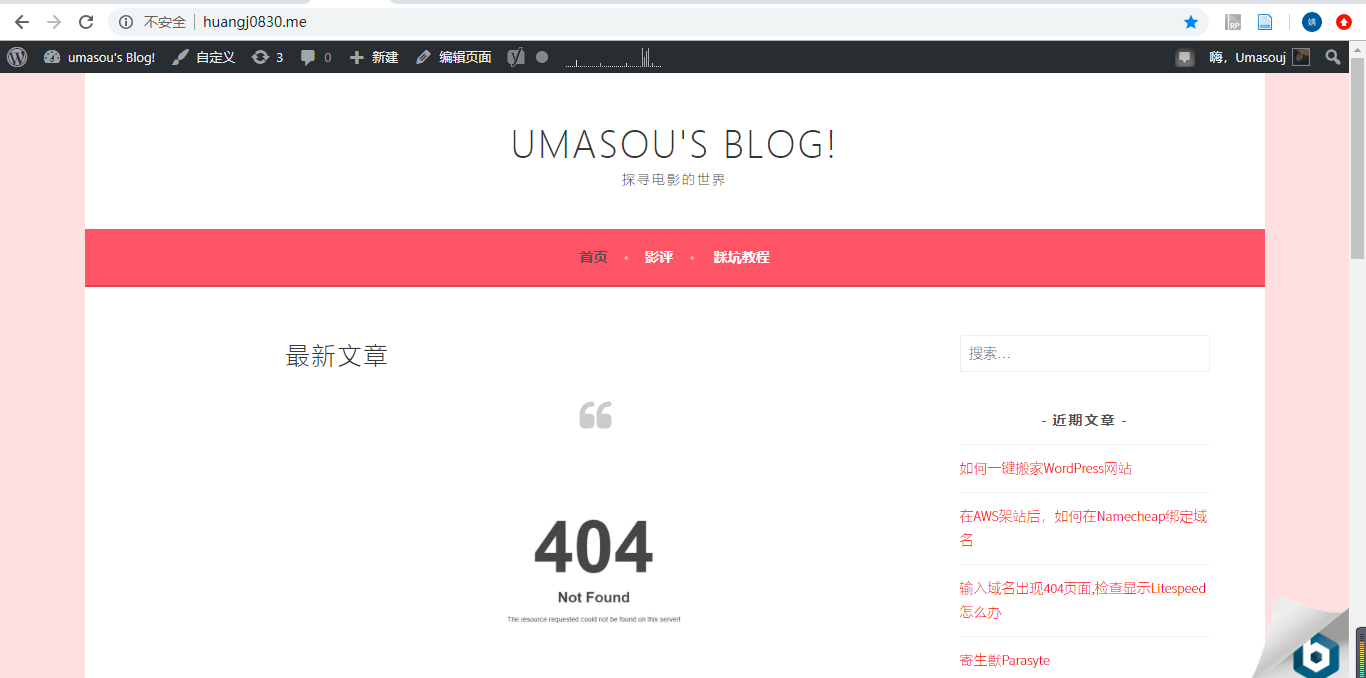 不安全 huangj0830.me
umasou's Blog! 自定义 3 0 新建 编辑页面 嗨，Umasouj
UMASOU'S BLOG!
探寻电影的世界
首页 影评 踩坑教程
最新文章
404
Not Found
The resource requested could not be found on this server!
搜索…
- 近期文章 -
如何一键搬家WordPress网站
在AWS架站后，如何在Namecheap绑定域
名
输入域名出现404页面,检查显示Litespeed
怎么办
寄生獣Parasyte